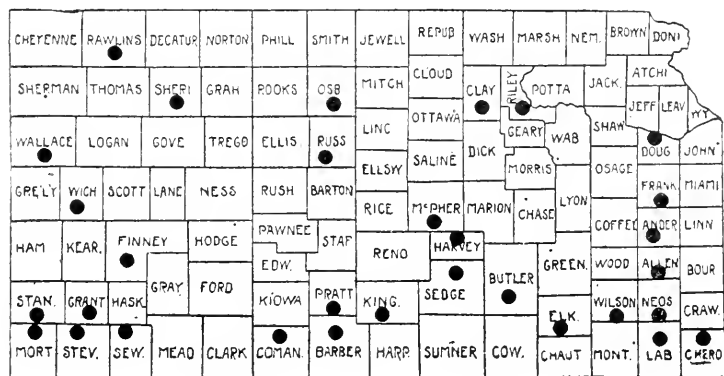 CHEYENNE RAWLINS DECATUR NORTON PHILL SMITH JEWELL REPUB WASH MARSH NEM. BROWN DONI
SHERMAN THOMAS SHERI GRAH ROOKS OSB MITCH CLOUD CLAY RILEY POTTA JACK. ATCHI
JEFF LEAV WY
WALLACE LOGAN GOVE TREGO ELLIS RUSS LINC OTTAWA DICK GEARY WAB SHAW DOUG JOHN.
ELLSW SALINE MORRIS OSAGE
GRE'LY WICH SCOTT LANE NESS RUSH BARTON RICE McPHER MARION CHASE LYON FRANK MIAMI
HAM KEAR. FINNEY HODGE PAWNEE STAF RENO HARVEY COFFEE ANDER LINN
GRAY FORD EDW. SEDGE BUTLER GREEN. WOOD ALLEN BOUR
STAN. GRANT HASK. KIOWA PRATT KING. ELK. WILSON NEOS CRAW.
MORT STEV. SEW. MEAD CLARK COMAN. BARBER HARP. SUMNER COW. CHAUT MONT. LAB CHERO